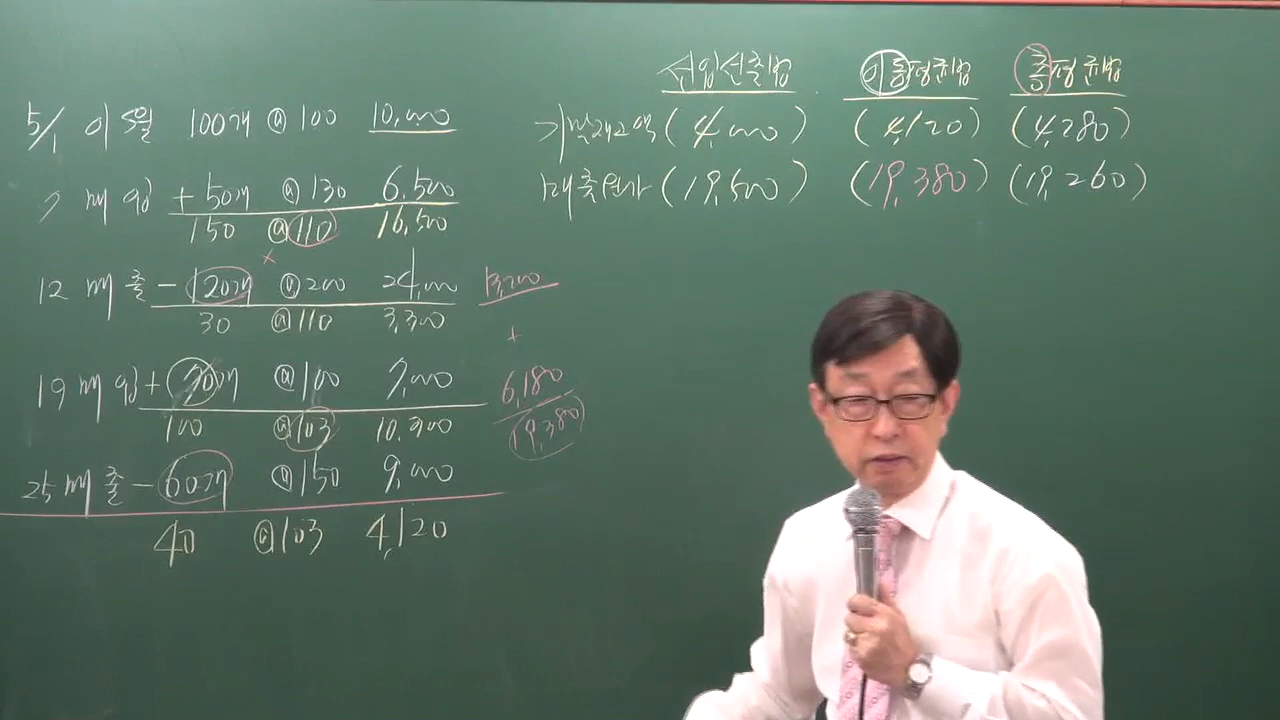 5/1 이월 100개 @100 10,000
7 매입 + 50개 @130 6,500
150 @110 16,500
×
12 매출 - 120개 @200 24,000 13,200
30 @110 3,300 +
19 매입 + 70개 @100 7,000 6,180
100 @103 10,300 19,380
25 매출 - 60개 @150 9,000
40 @103 4,120
선입선출법 이동평균법 총평균법
기말재고액 (4,000) (4,120) (4,280)
매출원가 (19,500) (19,380) (19,260)